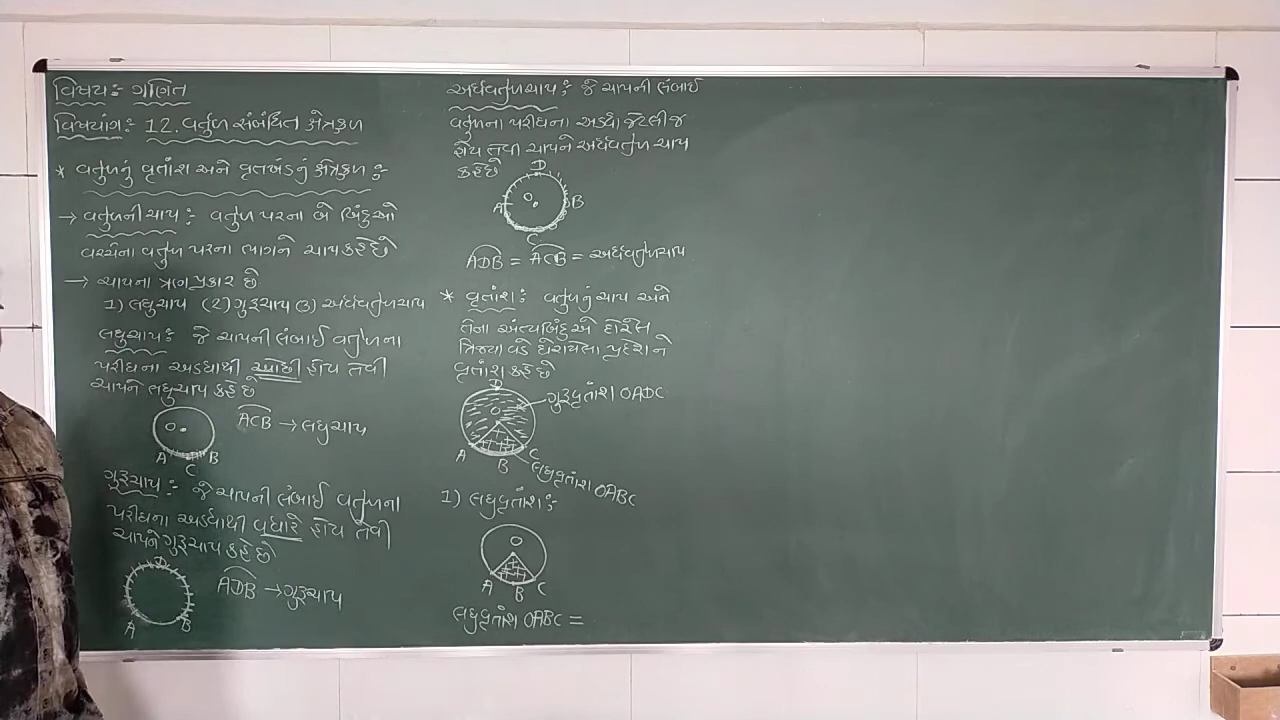 વિષય:- ગણિત
વિષયાંગ:- 12. વર્તુળ સંબંધિત ક્ષેત્રફળ
* વર્તુળનું વૃતાંશ અને વૃતખંડનું ક્ષેત્રફળ :-
→ વર્તુળની ચાપ :- વર્તુળ પરના બે બિંદુઓ
વચ્ચેના વર્તુળ પરના ભાગને ચાપ કહે છે
→ ચાપના ત્રણ પ્રકાર છે
1) લઘુચાપ (2) ગુરૂચાપ (3) અર્ધવર્તુળચાપ
લઘુચાપ :- જે ચાપની લંબાઈ વર્તુળના
પરીઘના અડધાથી ઓછી હોય તેવી
ચાપને લઘુચાપ કહે છે
O
A C B
ACB → લઘુચાપ
ગુરૂચાપ :- જે ચાપની લંબાઈ વર્તુળના
પરીઘના અડધાથી વધારે હોય તેવી
ચાપને ગુરૂચાપ કહે છે
D
A B
ADB → ગુરૂચાપ
અર્ધવર્તુળચાપ :- જે ચાપની લંબાઈ
વર્તુળના પરીઘના અડધા જેટલી જ
હોય તેવી ચાપને અર્ધવર્તુળ ચાપ
કહે છે
D
O
A B
C
ADB = ACB = અર્ધવર્તુળચાપ
* વૃતાંશ :- વર્તુળનું ચાપ અને
તેના અંત્યબિંદુએ દોરેલ
ત્રિજ્યા વડે ઘેરાયેલા પ્રદેશને
વૃતાંશ કહે છે
D
O
ગુરૂવૃતાંશ OADC
A B C
લઘુવૃતાંશ OABC
1) લઘુવૃતાંશ :-
O
A B C
લઘુવૃતાંશ OABC =